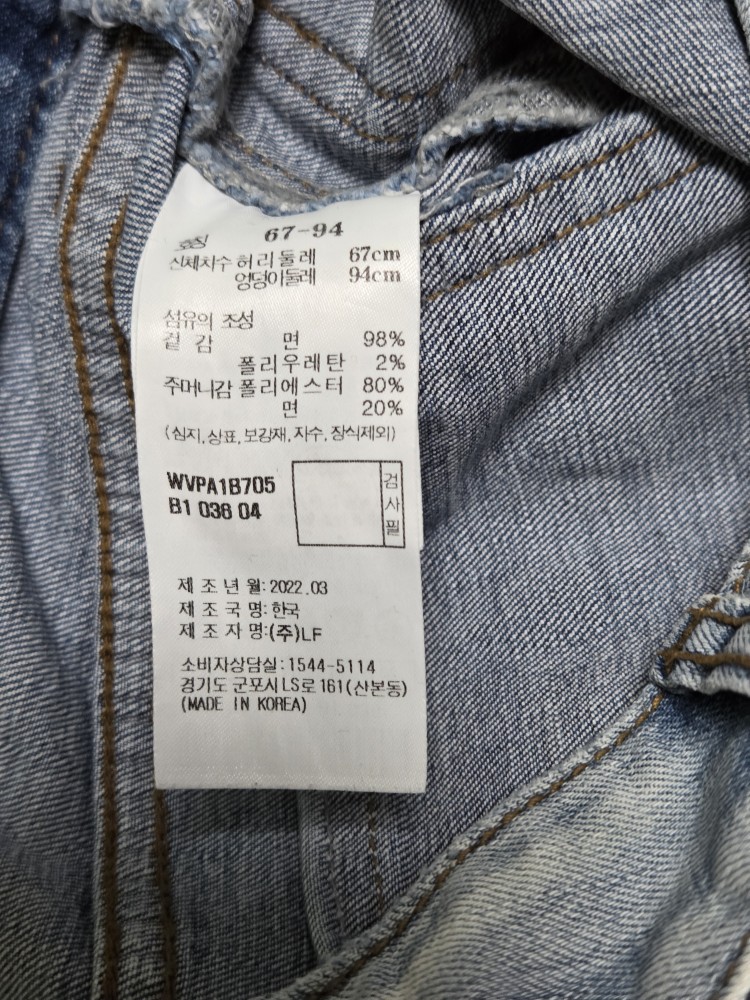 호칭 67-94
신체치수 허리둘레 67cm
엉덩이둘레 94cm
섬유의 조성
겉 감 면 98%
폴리우레탄 2%
주머니감 폴리에스터 80%
면 20%
(심지,상표,보강재,자수,장식제외)
WVPA1B705
B1 038 04
검사필
제 조 년 월:2022.03
제 조 국 명:한국
제 조 자 명:(주)LF
소비자상담실:1544-5114
경기도 군포시 LS로 161(산본동)
(MADE IN KOREA)